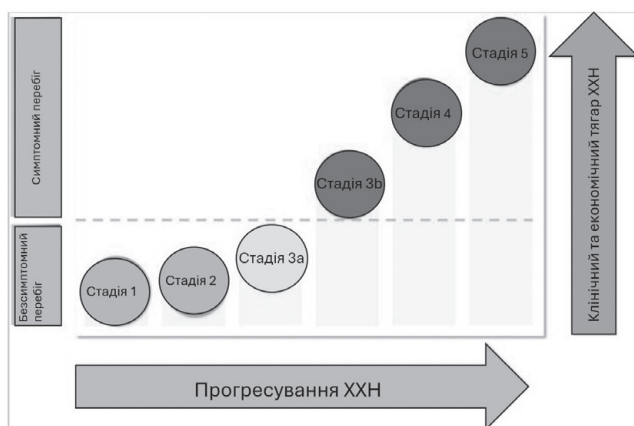 Симптомний перебіг
Безсимптомний
перебіг
Стадія 1
Стадія 2
Стадія 3а
Стадія 3b
Стадія 4
Стадія 5
Клінічний та економічний тягар ХХН
Прогресування ХХН